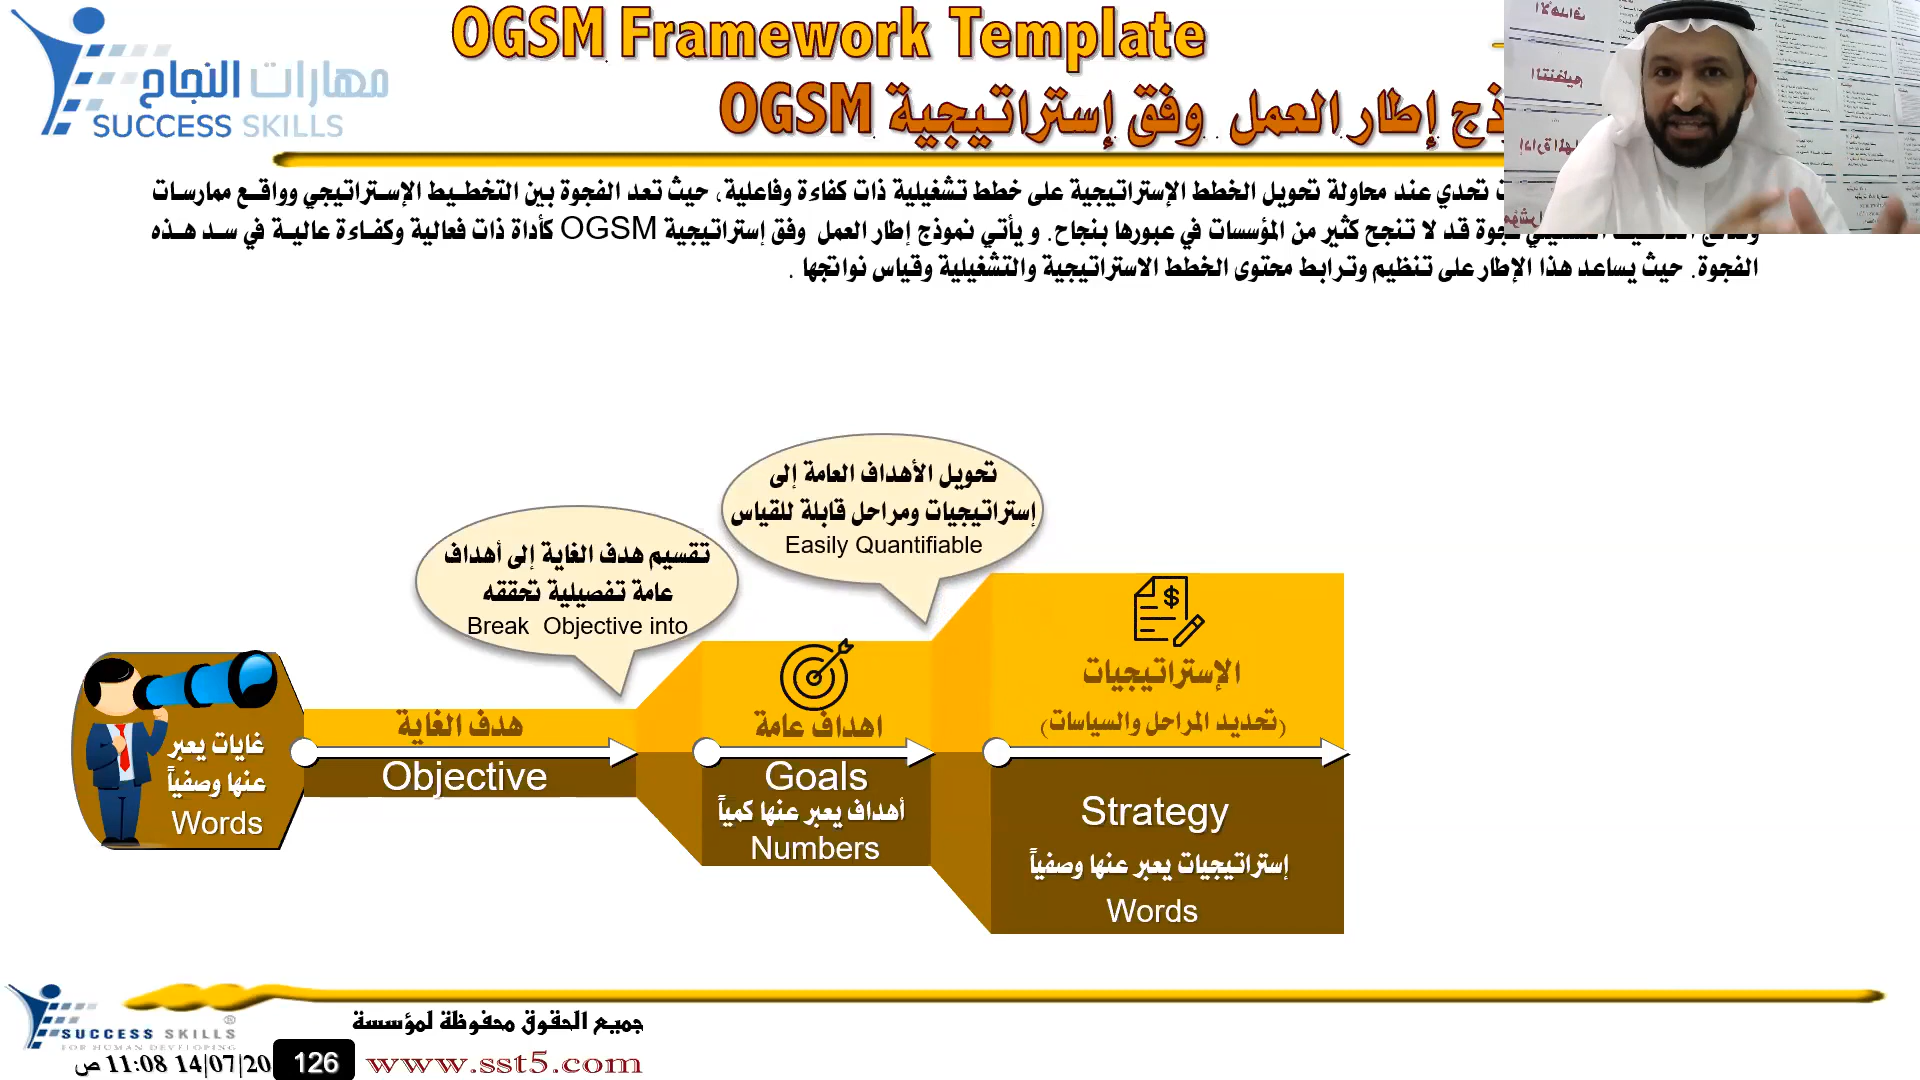 OGSM Framework Template
إطار العمل وفق إستراتيجية OGSM
مهارات النجاح
SUCCESS SKILLS
تحدي عند محاولة تحويل الخطط الإستراتيجية على خطط تشغيلية ذات كفاءة وفاعلية، حيث تعد الفجوة بين التخطيط الإستراتيجي وواقع ممارسات
قد لا تنجح كثير من المؤسسات في عبورها بنجاح. و يأتي نموذج إطار العمل وفق إستراتيجية OGSM كأداة ذات فعالية وكفاءة عالية في سد هذه
الفجوة. حيث يساعد هذا الإطار على تنظيم وترابط محتوى الخطط الاستراتيجية والتشغيلية وقياس نواتجها .
تحويل الأهداف العامة إلى
إستراتيجيات ومراحل قابلة للقياس
Easily Quantifiable
تقسيم هدف الغاية إلى أهداف
عامة تفصيلية تحققه
Break Objective into
غايات يعبر
عنها وصفياً
Words
هدف الغاية
Objective
اهداف عامة
Goals
أهداف يعبر عنها كمياً
Numbers
الإستراتيجيات
(تحديد المراحل والسياسات)
Strategy
إستراتيجيات يعبر عنها وصفياً
Words
SUCCESS SKILLS
FOR HUMAN DEVELOPING
جميع الحقوق محفوظة لمؤسسة
www.sst5.com
126
14/07/20 11:08 ص